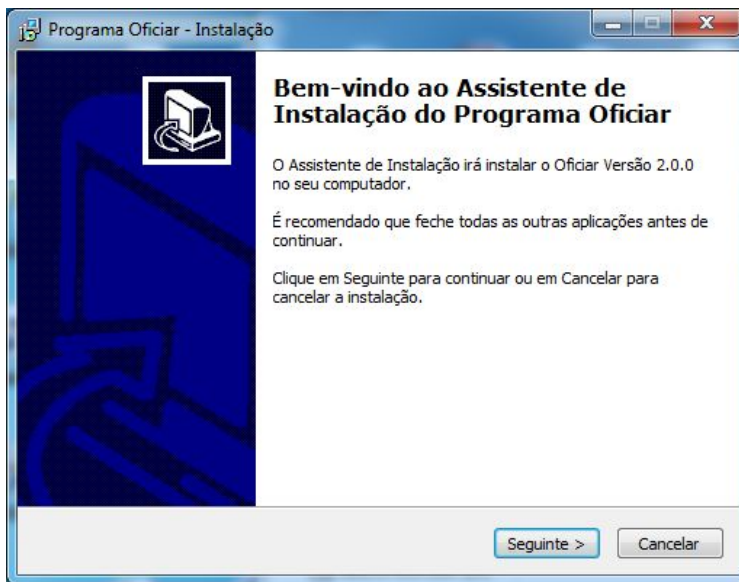 Programa Oficiar - Instalação
Bem-vindo ao Assistente de
Instalação do Programa Oficiar
O Assistente de Instalação irá instalar o Oficiar Versão 2.0.0
no seu computador.
É recomendado que feche todas as outras aplicações antes de
continuar.
Clique em Seguinte para continuar ou em Cancelar para
cancelar a instalação.
Seguinte >
Cancelar